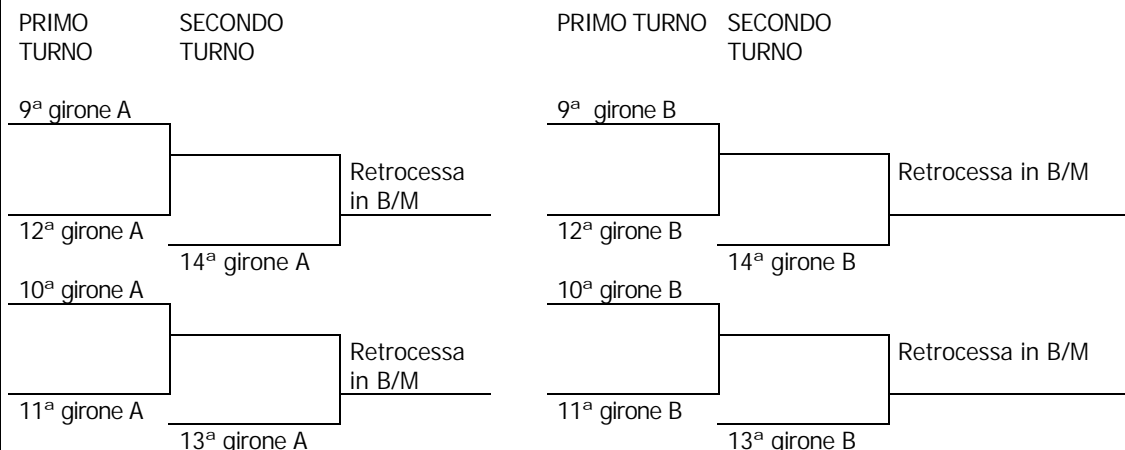 PRIMO
TURNO
SECONDO
TURNO
9ª girone A
Retrocessa
in B/M
12ª girone A
14ª girone A
10ª girone A
Retrocessa
in B/M
11ª girone A
13ª girone A
PRIMO TURNO
SECONDO
TURNO
9ª girone B
Retrocessa in B/M
12ª girone B
14ª girone B
10ª girone B
Retrocessa in B/M
11ª girone B
13ª girone B